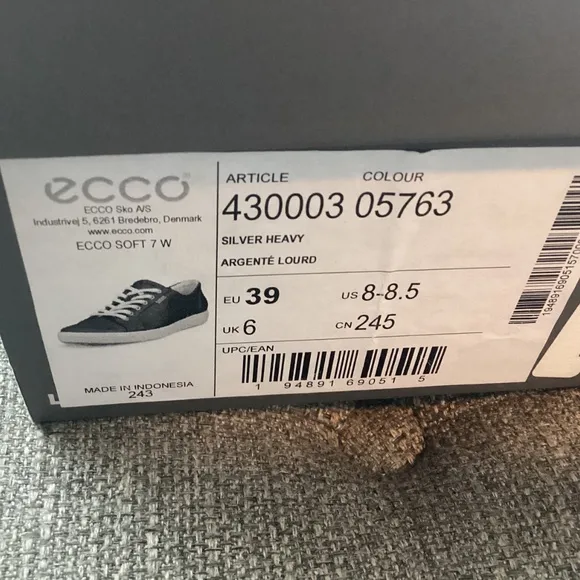 ecco
ECCO Sko A/S
Industrivej 5, 6261 Bredebro, Denmark
www.ecco.com
ECCO SOFT 7 W
MADE IN INDONESIA
243
ARTICLE COLOUR
430003 05763
SILVER HEAVY
ARGENTÉ LOURD
EU 39 US 8-8.5
UK 6 CN 245
UPC/EAN
1 94891 69051 5